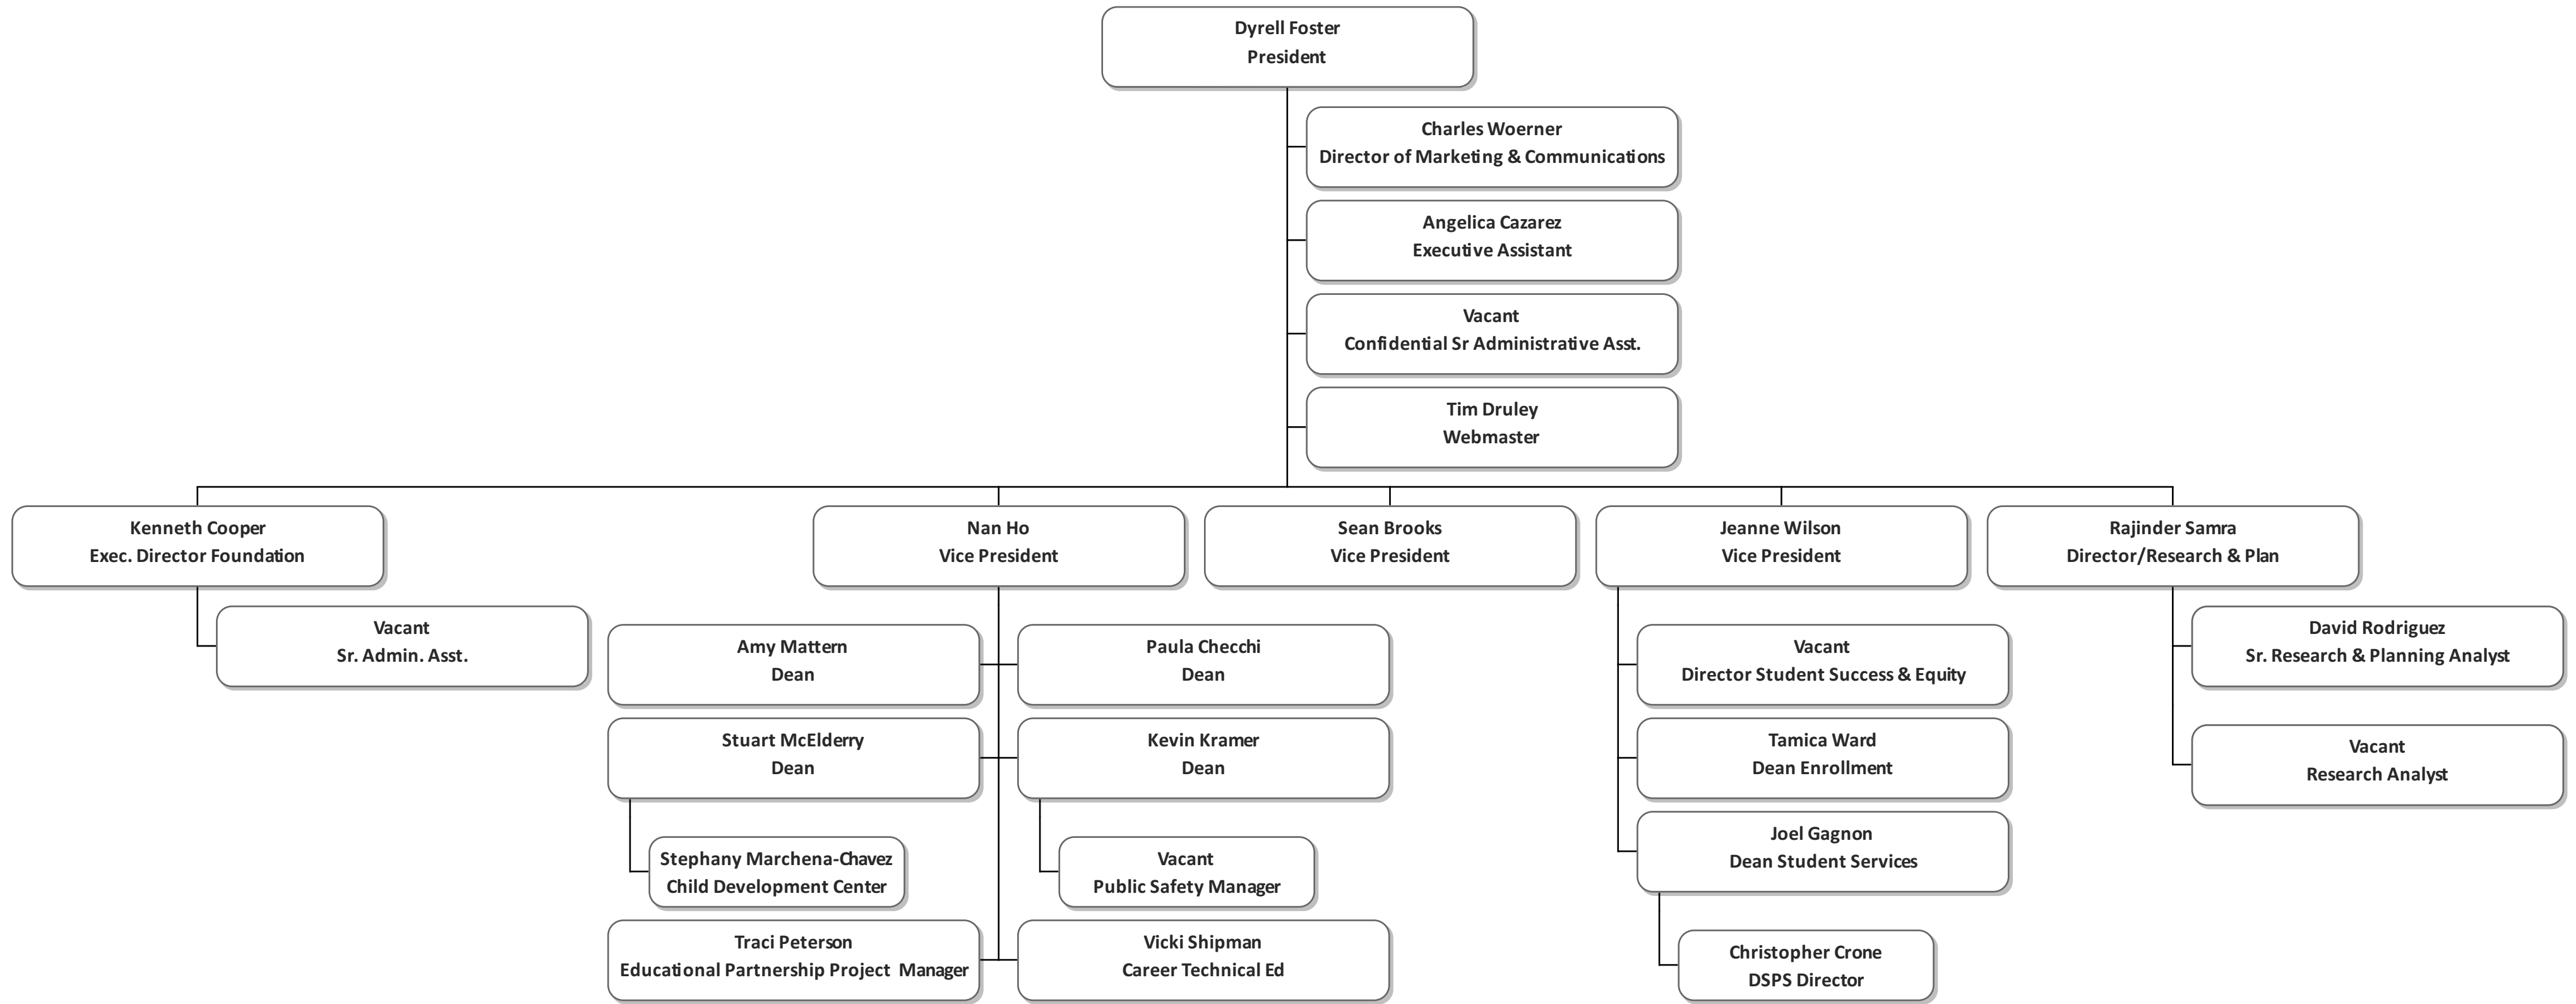 Dyrell Foster
President
Charles Woerner
Director of Marketing & Communications
Angelica Cazarez
Executive Assistant
Vacant
Confidential Sr Administrative Asst.
Tim Druley
Webmaster
Kenneth Cooper
Exec. Director Foundation
Nan Ho
Vice President
Sean Brooks
Vice President
Jeanne Wilson
Vice President
Rajinder Samra
Director/Research & Plan
Vacant
Sr. Admin. Asst.
Amy Mattern
Dean
Paula Checchi
Dean
Stuart McElderry
Dean
Kevin Kramer
Dean
Stephany Marchena-Chavez
Child Development Center
Vacant
Public Safety Manager
Traci Peterson
Educational Partnership Project Manager
Vicki Shipman
Career Technical Ed
Vacant
Director Student Success & Equity
Tamica Ward
Dean Enrollment
Joel Gagnon
Dean Student Services
Christopher Crone
DSPS Director
David Rodriguez
Sr. Research & Planning Analyst
Vacant
Research Analyst